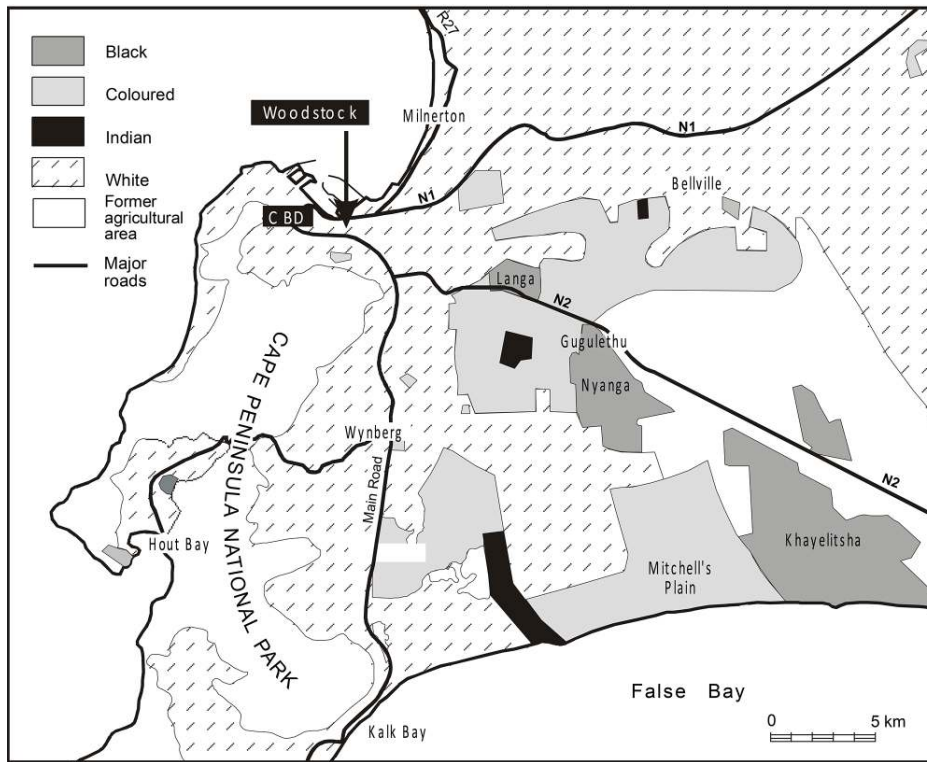 Black
Coloured
Indian
White
Former
agricultural
area
Major
roads
R27
Woodstock
Milnerton
N1
N1
Bellville
CBD
Langa
N2
Gugulethu
Nyanga
CAPE PENINSULA NATIONAL PARK
Wynberg
Main Road
N2
Hout Bay
Khayelitsha
Mitchell's
Plain
False Bay
0 5 km
Kalk Bay